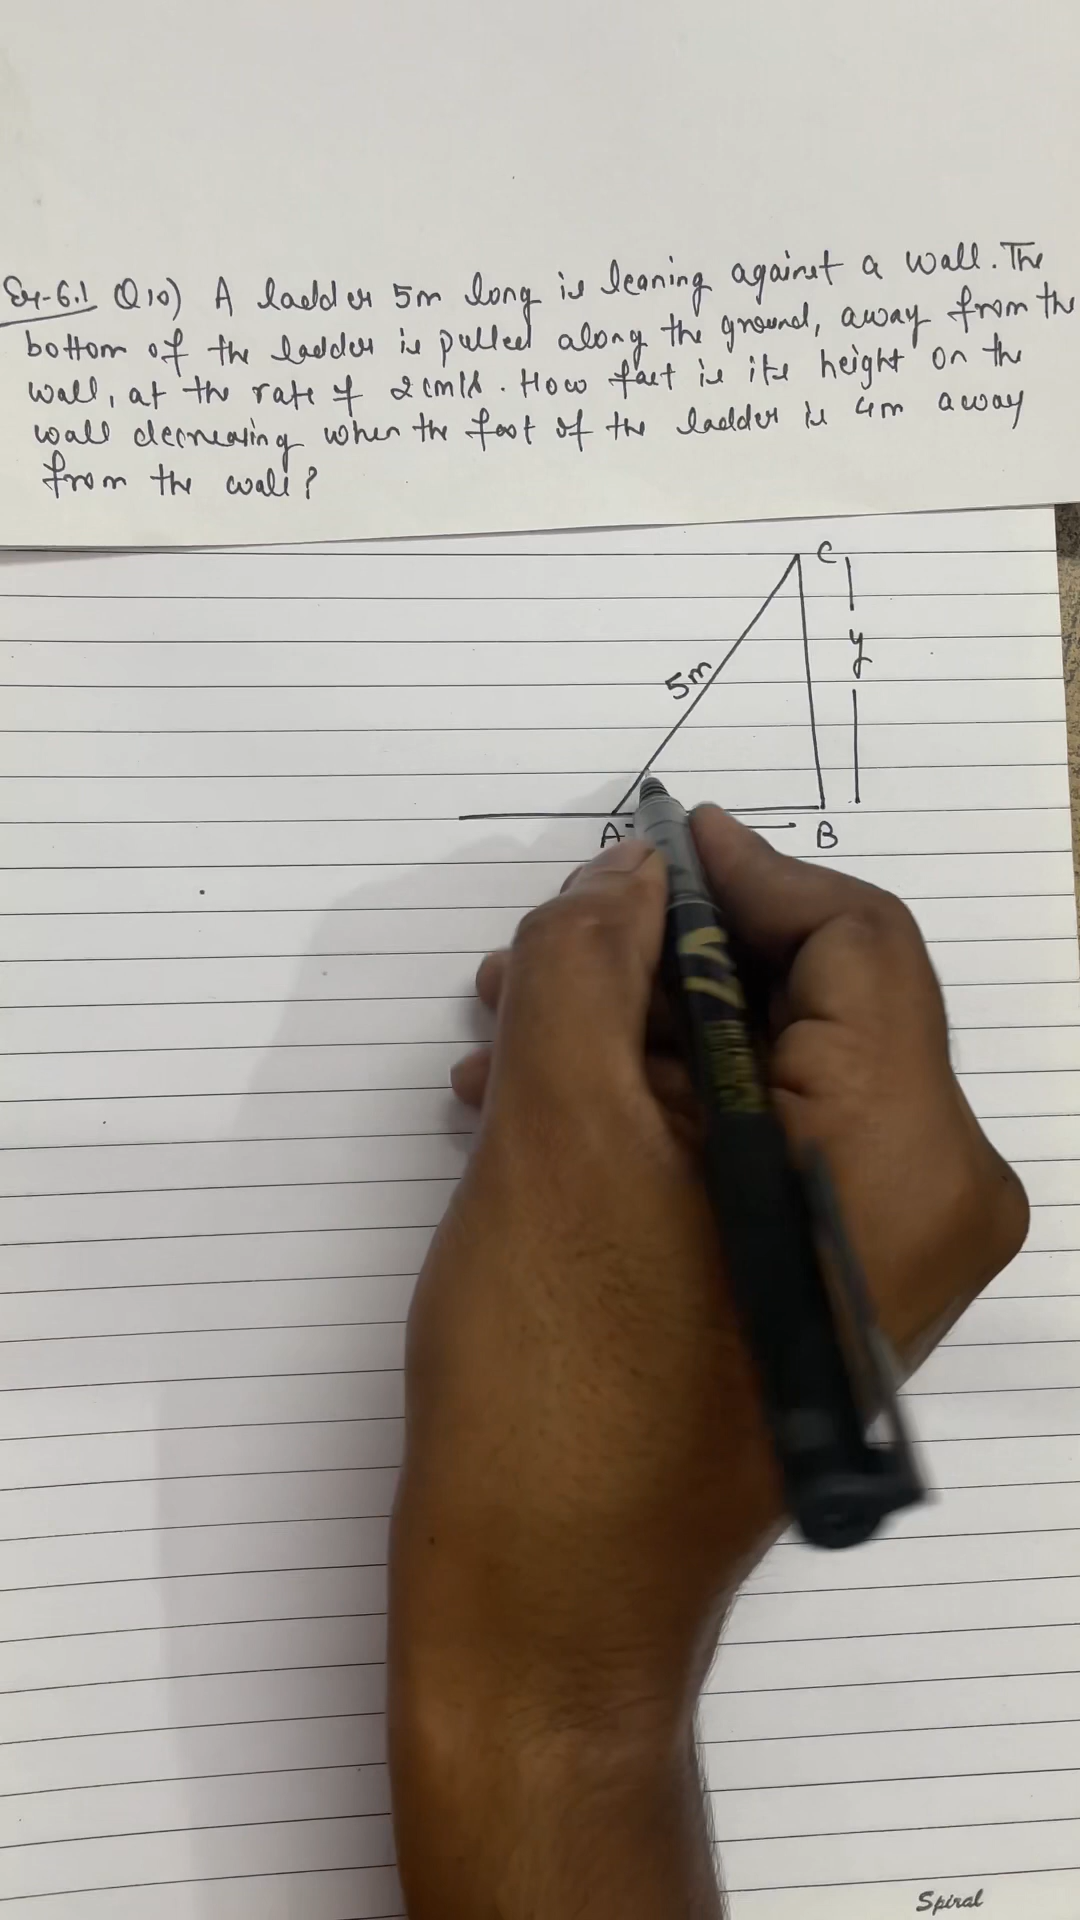 Ex-6.1 Q10) A ladder 5m long is leaning against a wall. The
bottom of the ladder is pulled along the ground, away from the
wall, at the rate of 2cm/s. How fast is its height on the
wall decreasing when the foot of the ladder is 4m away
from the wall?
C
y
5m
A
B
V7
Spiral